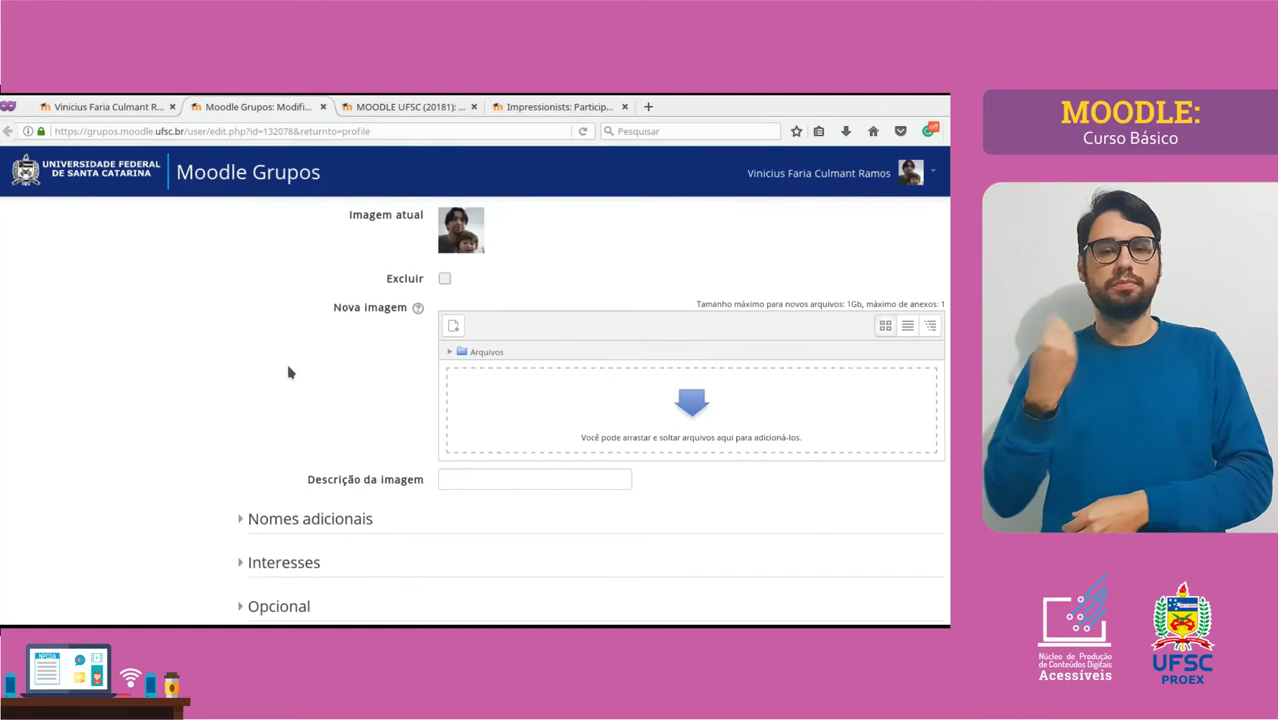 Vinicius Faria Culmant R...
Moodle Grupos: Modifi...
MOODLE UFSC (20181): ...
Impressionists: Particip...
https://grupos.moodle.ufsc.br/user/edit.php?id=132078&returnto=profile
Pesquisar
off
UNIVERSIDADE FEDERAL
DE SANTA CATARINA
Moodle Grupos
Vinicius Faria Culmant Ramos
MOODLE:
Curso Básico
Imagem atual
Excluir
Nova imagem
Tamanho máximo para novos arquivos: 1Gb, máximo de anexos: 1
Arquivos
Você pode arrastar e soltar arquivos aqui para adicioná-los.
Descrição da imagem
Nomes adicionais
Interesses
Opcional
NPCDA
Núcleo de Produção
de Conteúdos Digitais
Acessíveis
UFSC
PROEX